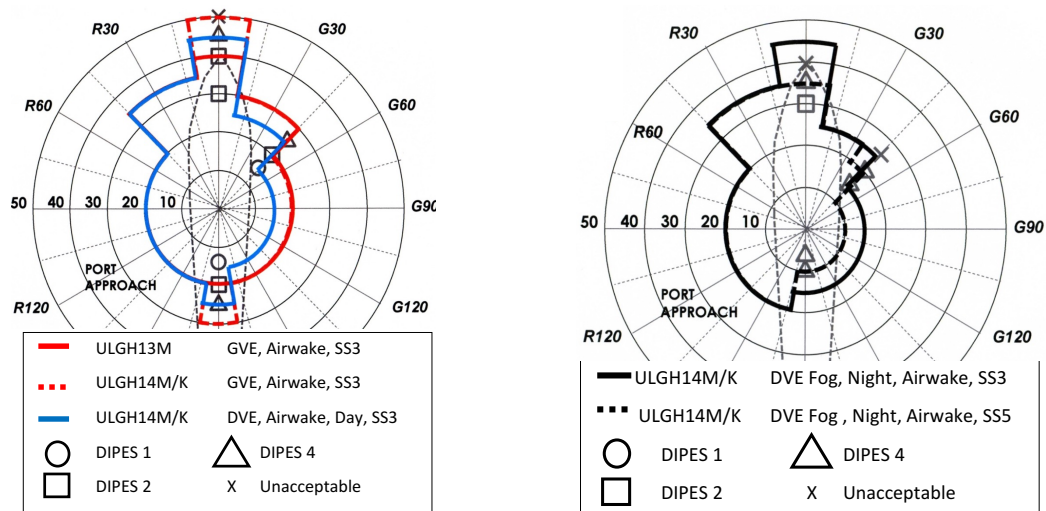 R30
G30
R60
G60
50 40 30 20 10
G90
PORT
APPROACH
R120
G120
ULGH13M GVE, Airwake, SS3
ULGH14M/K GVE, Airwake, SS3
ULGH14M/K DVE, Airwake, Day, SS3
DIPES 1 DIPES 4
DIPES 2 X Unacceptable
R30
G30
R60
G60
50 40 30 20 10
G90
PORT
APPROACH
R120
G120
ULGH14M/K DVE Fog, Night, Airwake, SS3
ULGH14M/K DVE Fog , Night, Airwake, SS5
DIPES 1 DIPES 4
DIPES 2 X Unacceptable